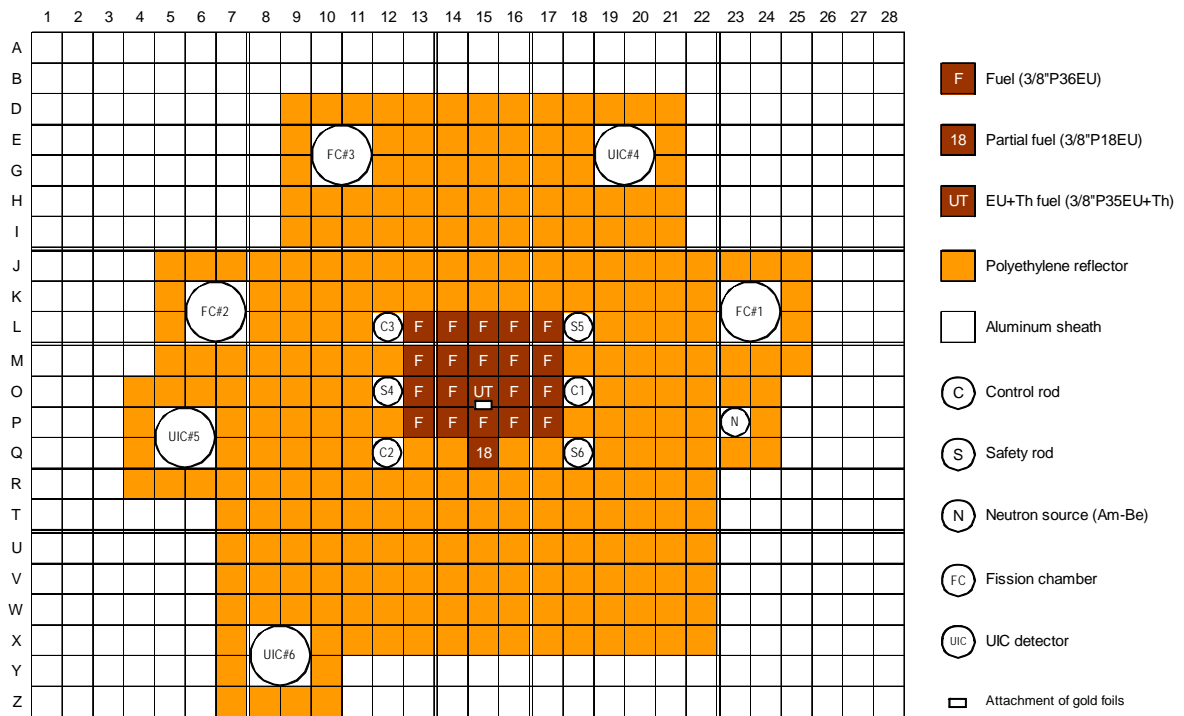 1 2 3 4 5 6 7 8 9 10 11 12 13 14 15 16 17 18 19 20 21 22 23 24 25 26 27 28
A
B
F Fuel (3/8"P36EU)
D
E
FC#3 UIC#4
18 Partial fuel (3/8"P18EU)
G
H
UT EU+Th fuel (3/8"P35EU+Th)
I
J
Polyethylene reflector
K
FC#2 FC#1
L C3 F F F F F S5
Aluminum sheath
M F F F F F
O S4 F F UT F F C1
C Control rod
P F F F F F N
UIC#5
Q C2 18 S6
S Safety rod
R
T
N Neutron source (Am-Be)
U
V
FC Fission chamber
W
X
UIC#6
UIC UIC detector
Y
Z
Attachment of gold foils